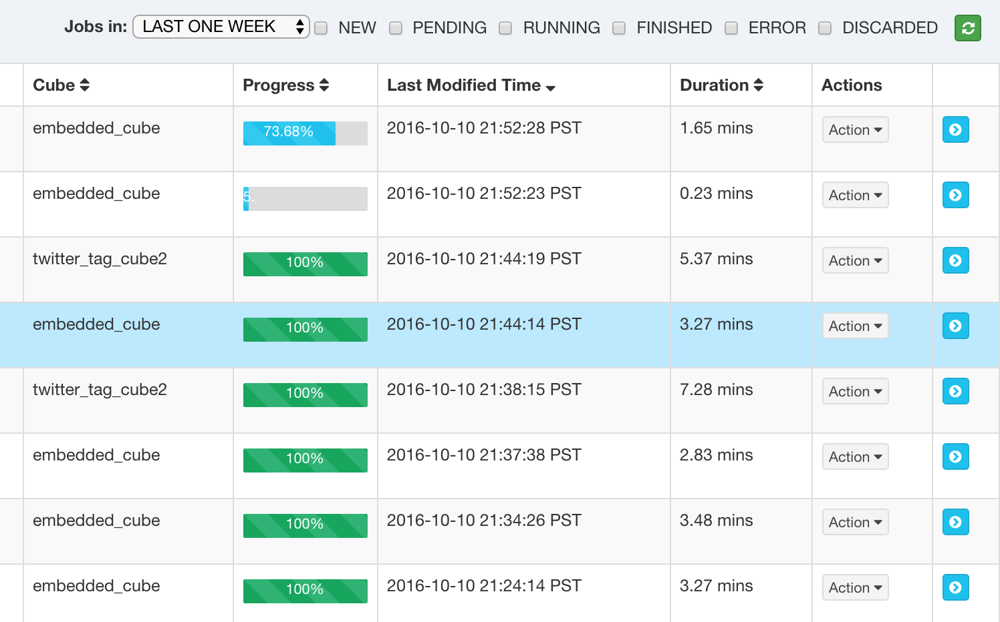 Jobs in: LAST ONE WEEK NEW PENDING RUNNING FINISHED ERROR DISCARDED
Cube Progress Last Modified Time Duration Actions
embedded_cube 73.68% 2016-10-10 21:52:28 PST 1.65 mins Action
embedded_cube 5. 2016-10-10 21:52:23 PST 0.23 mins Action
twitter_tag_cube2 100% 2016-10-10 21:44:19 PST 5.37 mins Action
embedded_cube 100% 2016-10-10 21:44:14 PST 3.27 mins Action
twitter_tag_cube2 100% 2016-10-10 21:38:15 PST 7.28 mins Action
embedded_cube 100% 2016-10-10 21:37:38 PST 2.83 mins Action
embedded_cube 100% 2016-10-10 21:34:26 PST 3.48 mins Action
embedded_cube 100% 2016-10-10 21:24:14 PST 3.27 mins Action